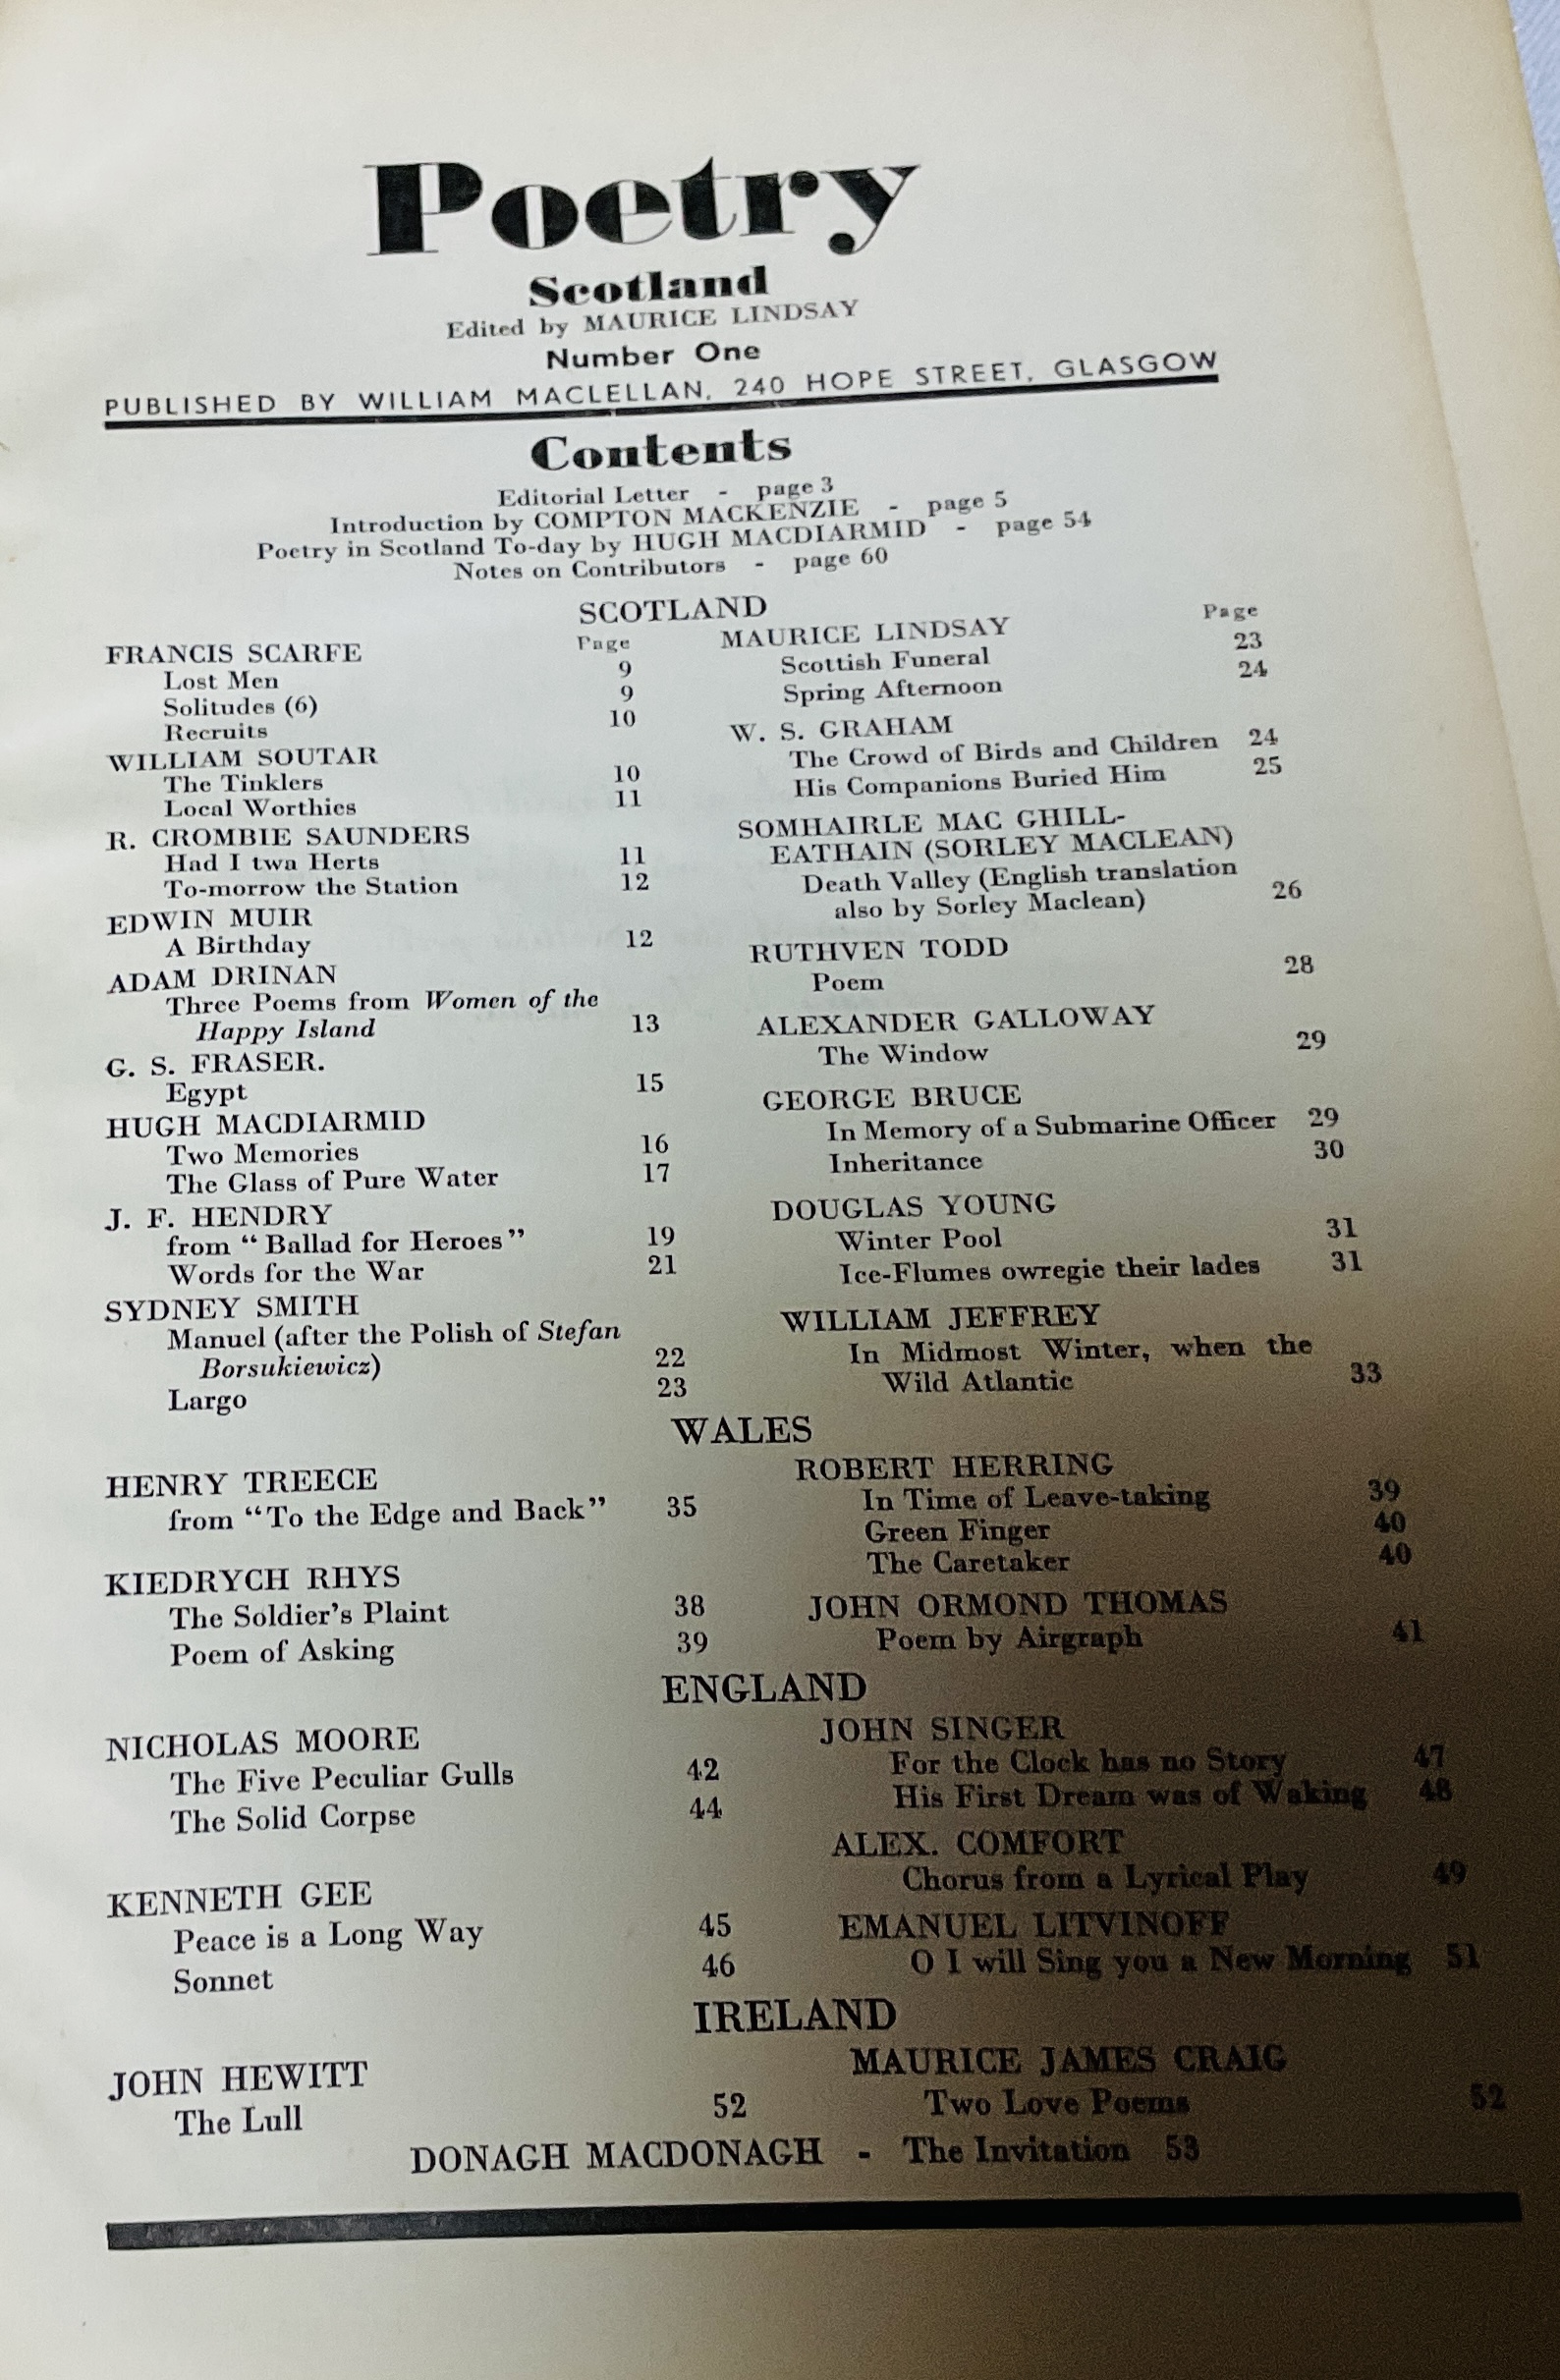 Poetry
Scotland
Edited by MAURICE LINDSAY
Number One
PUBLISHED BY WILLIAM MACLELLAN, 240 HOPE STREET, GLASGOW
Contents
Editorial Letter - page 3
Introduction by COMPTON MACKENZIE - page 5
Poetry in Scotland To-day by HUGH MACDIARMID - page 54
Notes on Contributors - page 60
SCOTLAND
Page
FRANCIS SCARFE
Lost Men 9
Solitudes (6) 9
Recruits 10
WILLIAM SOUTAR
The Tinklers 10
Local Worthies 11
R. CROMBIE SAUNDERS
Had I twa Herts 11
To-morrow the Station 12
EDWIN MUIR
A Birthday 12
ADAM DRINAN
Three Poems from Women of the
Happy Island 13
G. S. FRASER.
Egypt 15
HUGH MACDIARMID
Two Memories 16
The Glass of Pure Water 17
J. F. HENDRY
from “ Ballad for Heroes” 19
Words for the War 21
SYDNEY SMITH
Manuel (after the Polish of Stefan
Borsukiewicz) 22
Largo 23
Page
MAURICE LINDSAY
Scottish Funeral 23
Spring Afternoon 24
W. S. GRAHAM
The Crowd of Birds and Children 24
His Companions Buried Him 25
SOMHAIRLE MAC GHILL-
EATHAIN (SORLEY MACLEAN)
Death Valley (English translation
also by Sorley Maclean) 26
RUTHVEN TODD
Poem 28
ALEXANDER GALLOWAY
The Window 29
GEORGE BRUCE
In Memory of a Submarine Officer 29
Inheritance 30
DOUGLAS YOUNG
Winter Pool 31
Ice-Flumes owregie their lades 31
WILLIAM JEFFREY
In Midmost Winter, when the
Wild Atlantic 33
WALES
HENRY TREECE
from “To the Edge and Back” 35
KIEDRYCH RHYS
The Soldier’s Plaint 38
Poem of Asking 39
ROBERT HERRING
In Time of Leave-taking 39
Green Finger 40
The Caretaker 40
JOHN ORMOND THOMAS
Poem by Airgraph 41
ENGLAND
NICHOLAS MOORE
The Five Peculiar Gulls 42
The Solid Corpse 44
KENNETH GEE
Peace is a Long Way 45
Sonnet 46
JOHN SINGER
For the Clock has no Story 47
His First Dream was of Waking 48
ALEX. COMFORT
Chorus from a Lyrical Play 49
EMANUEL LITVINOFF
O I will Sing you a New Morning 51
IRELAND
JOHN HEWITT
The Lull 52
MAURICE JAMES CRAIG
Two Love Poems 52
DONAGH MACDONAGH - The Invitation 53